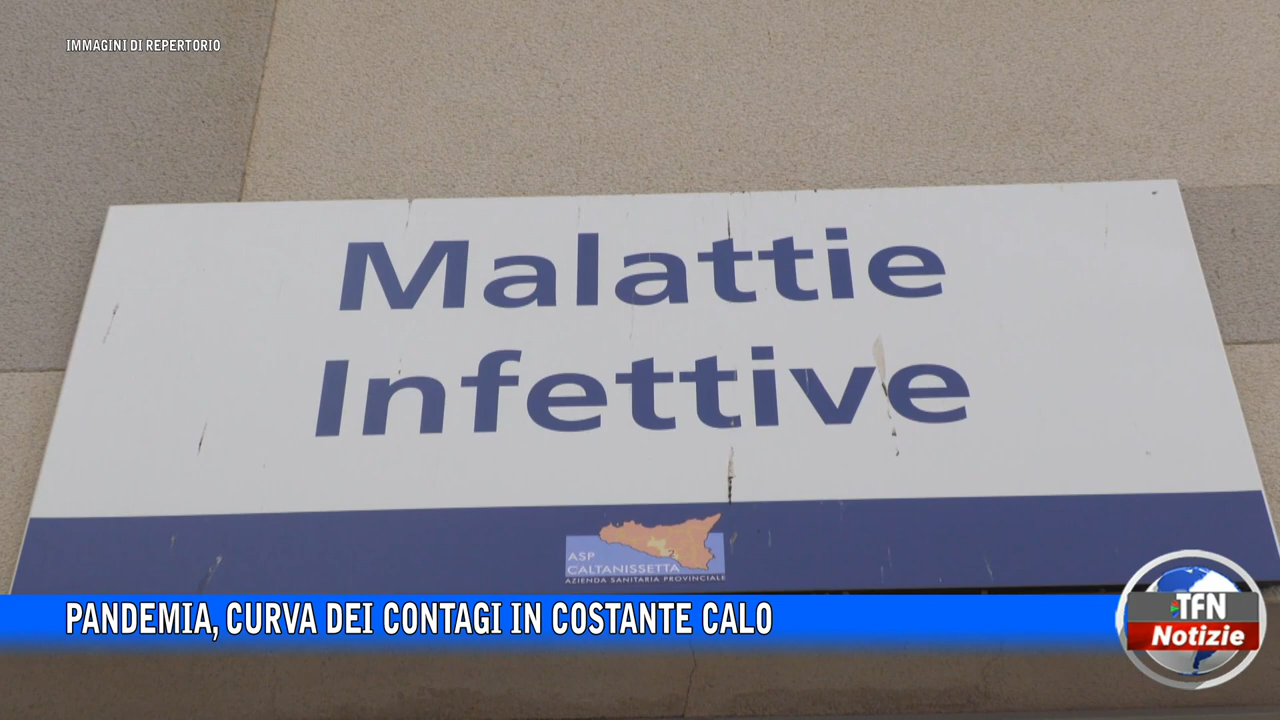 IMMAGINI DI REPERTORIO
Malattie
Infettive
ASP
CALTANISSETTA
AZIENDA SANITARIA PROVINCIALE
PANDEMIA, CURVA DEI CONTAGI IN COSTANTE CALO
TFN
Notizie